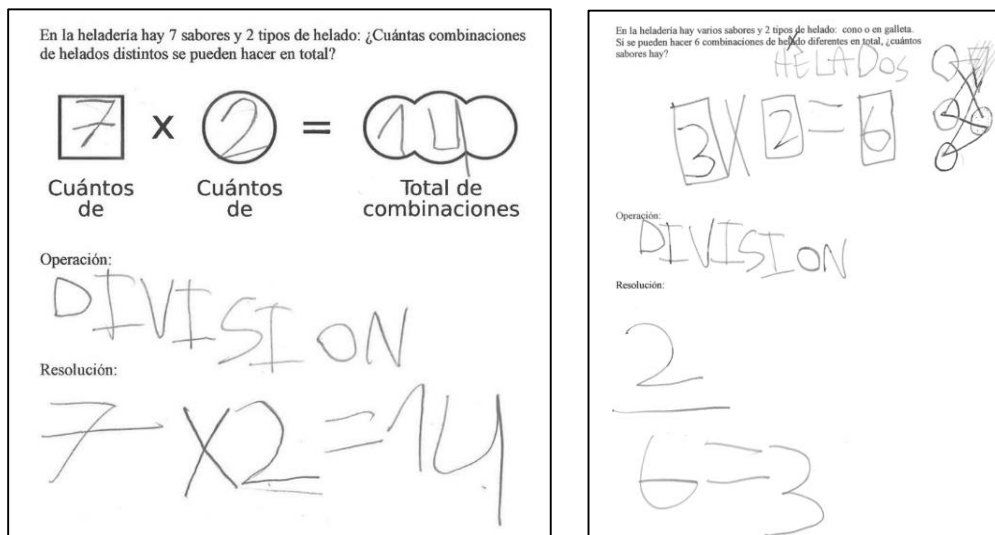 En la heladería hay 7 sabores y 2 tipos de helado: ¿Cuántas combinaciones
de helados distintos se pueden hacer en total?
7 x 2 = 14
Cuántos de
Cuántos de
Total de combinaciones
Operación:
DIVISION
Resolución:
7 X2 =14
En la heladería hay varios sabores y 2 tipos de helado: cono o en galleta.
Si se pueden hacer 6 combinaciones de helado diferentes en total, ¿cuántos
sabores hay?
HELADOS
3 X 2 = 6
Operación:
DIVISION
Resolución:
2
6 = 3